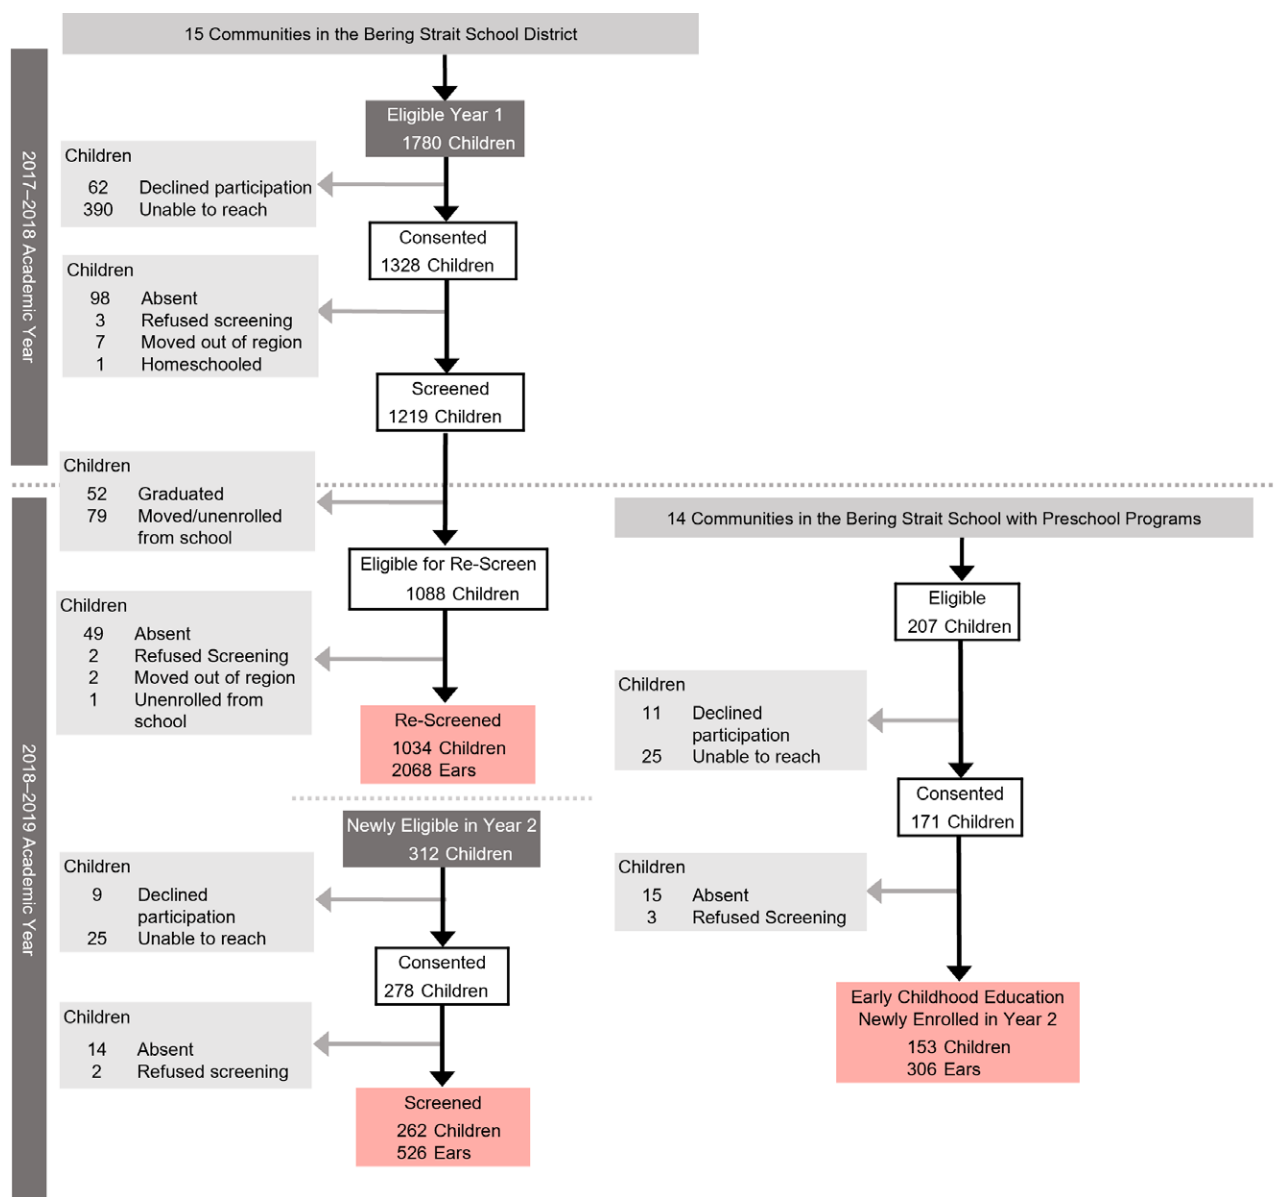 15 Communities in the Bering Strait School District
2017–2018 Academic Year
Eligible Year 1
1780 Children
Children
62 Declined participation
390 Unable to reach
Consented
1328 Children
Children
98 Absent
3 Refused screening
7 Moved out of region
1 Homeschooled
Screened
1219 Children
Children
52 Graduated
79 Moved/unenrolled
from school
2018–2019 Academic Year
Eligible for Re-Screen
1088 Children
Children
49 Absent
2 Refused Screening
2 Moved out of region
1 Unenrolled from
school
Re-Screened
1034 Children
2068 Ears
Newly Eligible in Year 2
312 Children
Children
9 Declined
participation
25 Unable to reach
Consented
278 Children
Children
14 Absent
2 Refused screening
Screened
262 Children
526 Ears
14 Communities in the Bering Strait School with Preschool Programs
Eligible
207 Children
Children
11 Declined
participation
25 Unable to reach
Consented
171 Children
Children
15 Absent
3 Refused Screening
Early Childhood Education
Newly Enrolled in Year 2
153 Children
306 Ears